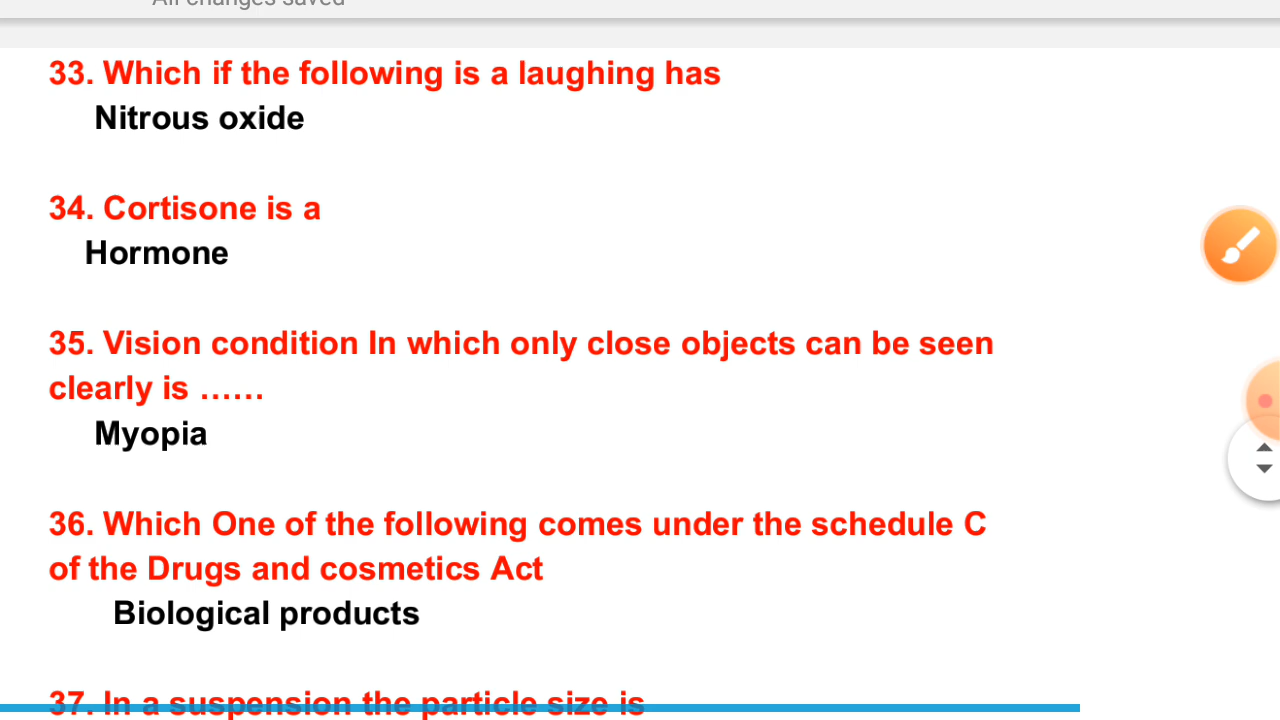 All changes saved
33. Which if the following is a laughing has
Nitrous oxide
34. Cortisone is a
Hormone
35. Vision condition In which only close objects can be seen
clearly is ......
Myopia
36. Which One of the following comes under the schedule C
of the Drugs and cosmetics Act
Biological products
37. In a suspension the particle size is